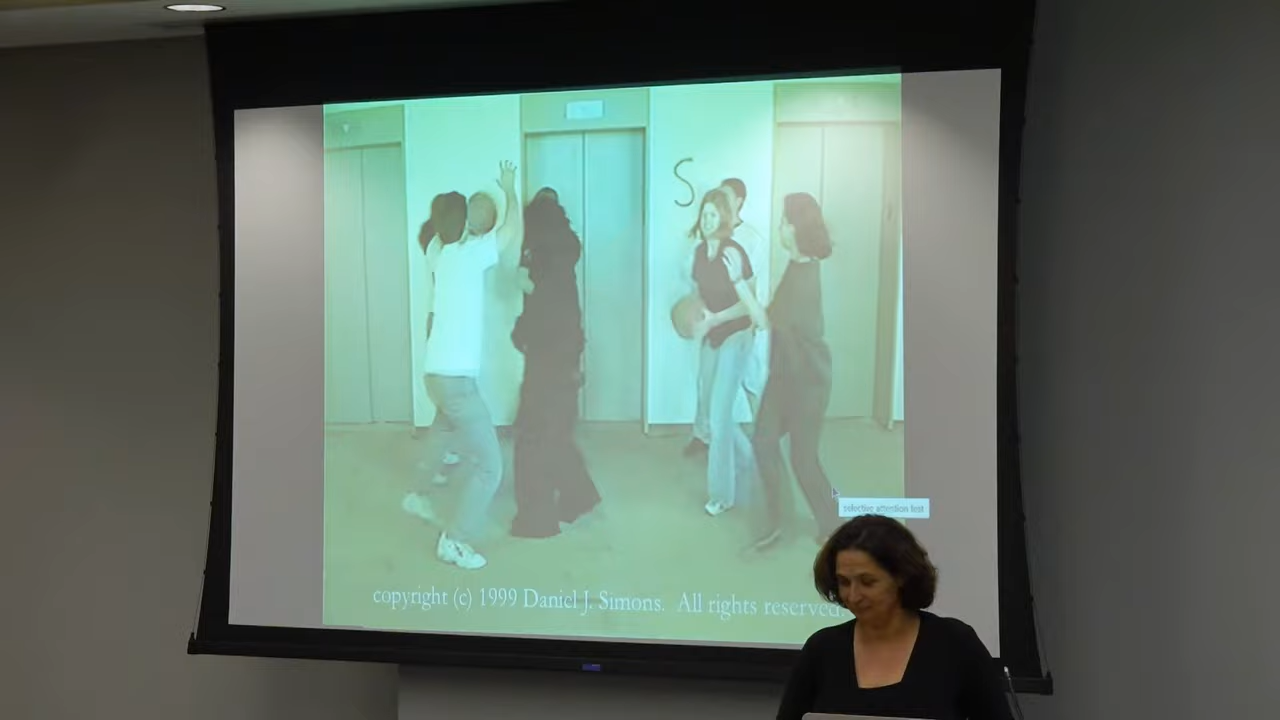 S
selective attention test
copyright (c) 1999 Daniel J. Simons. All rights reserved.